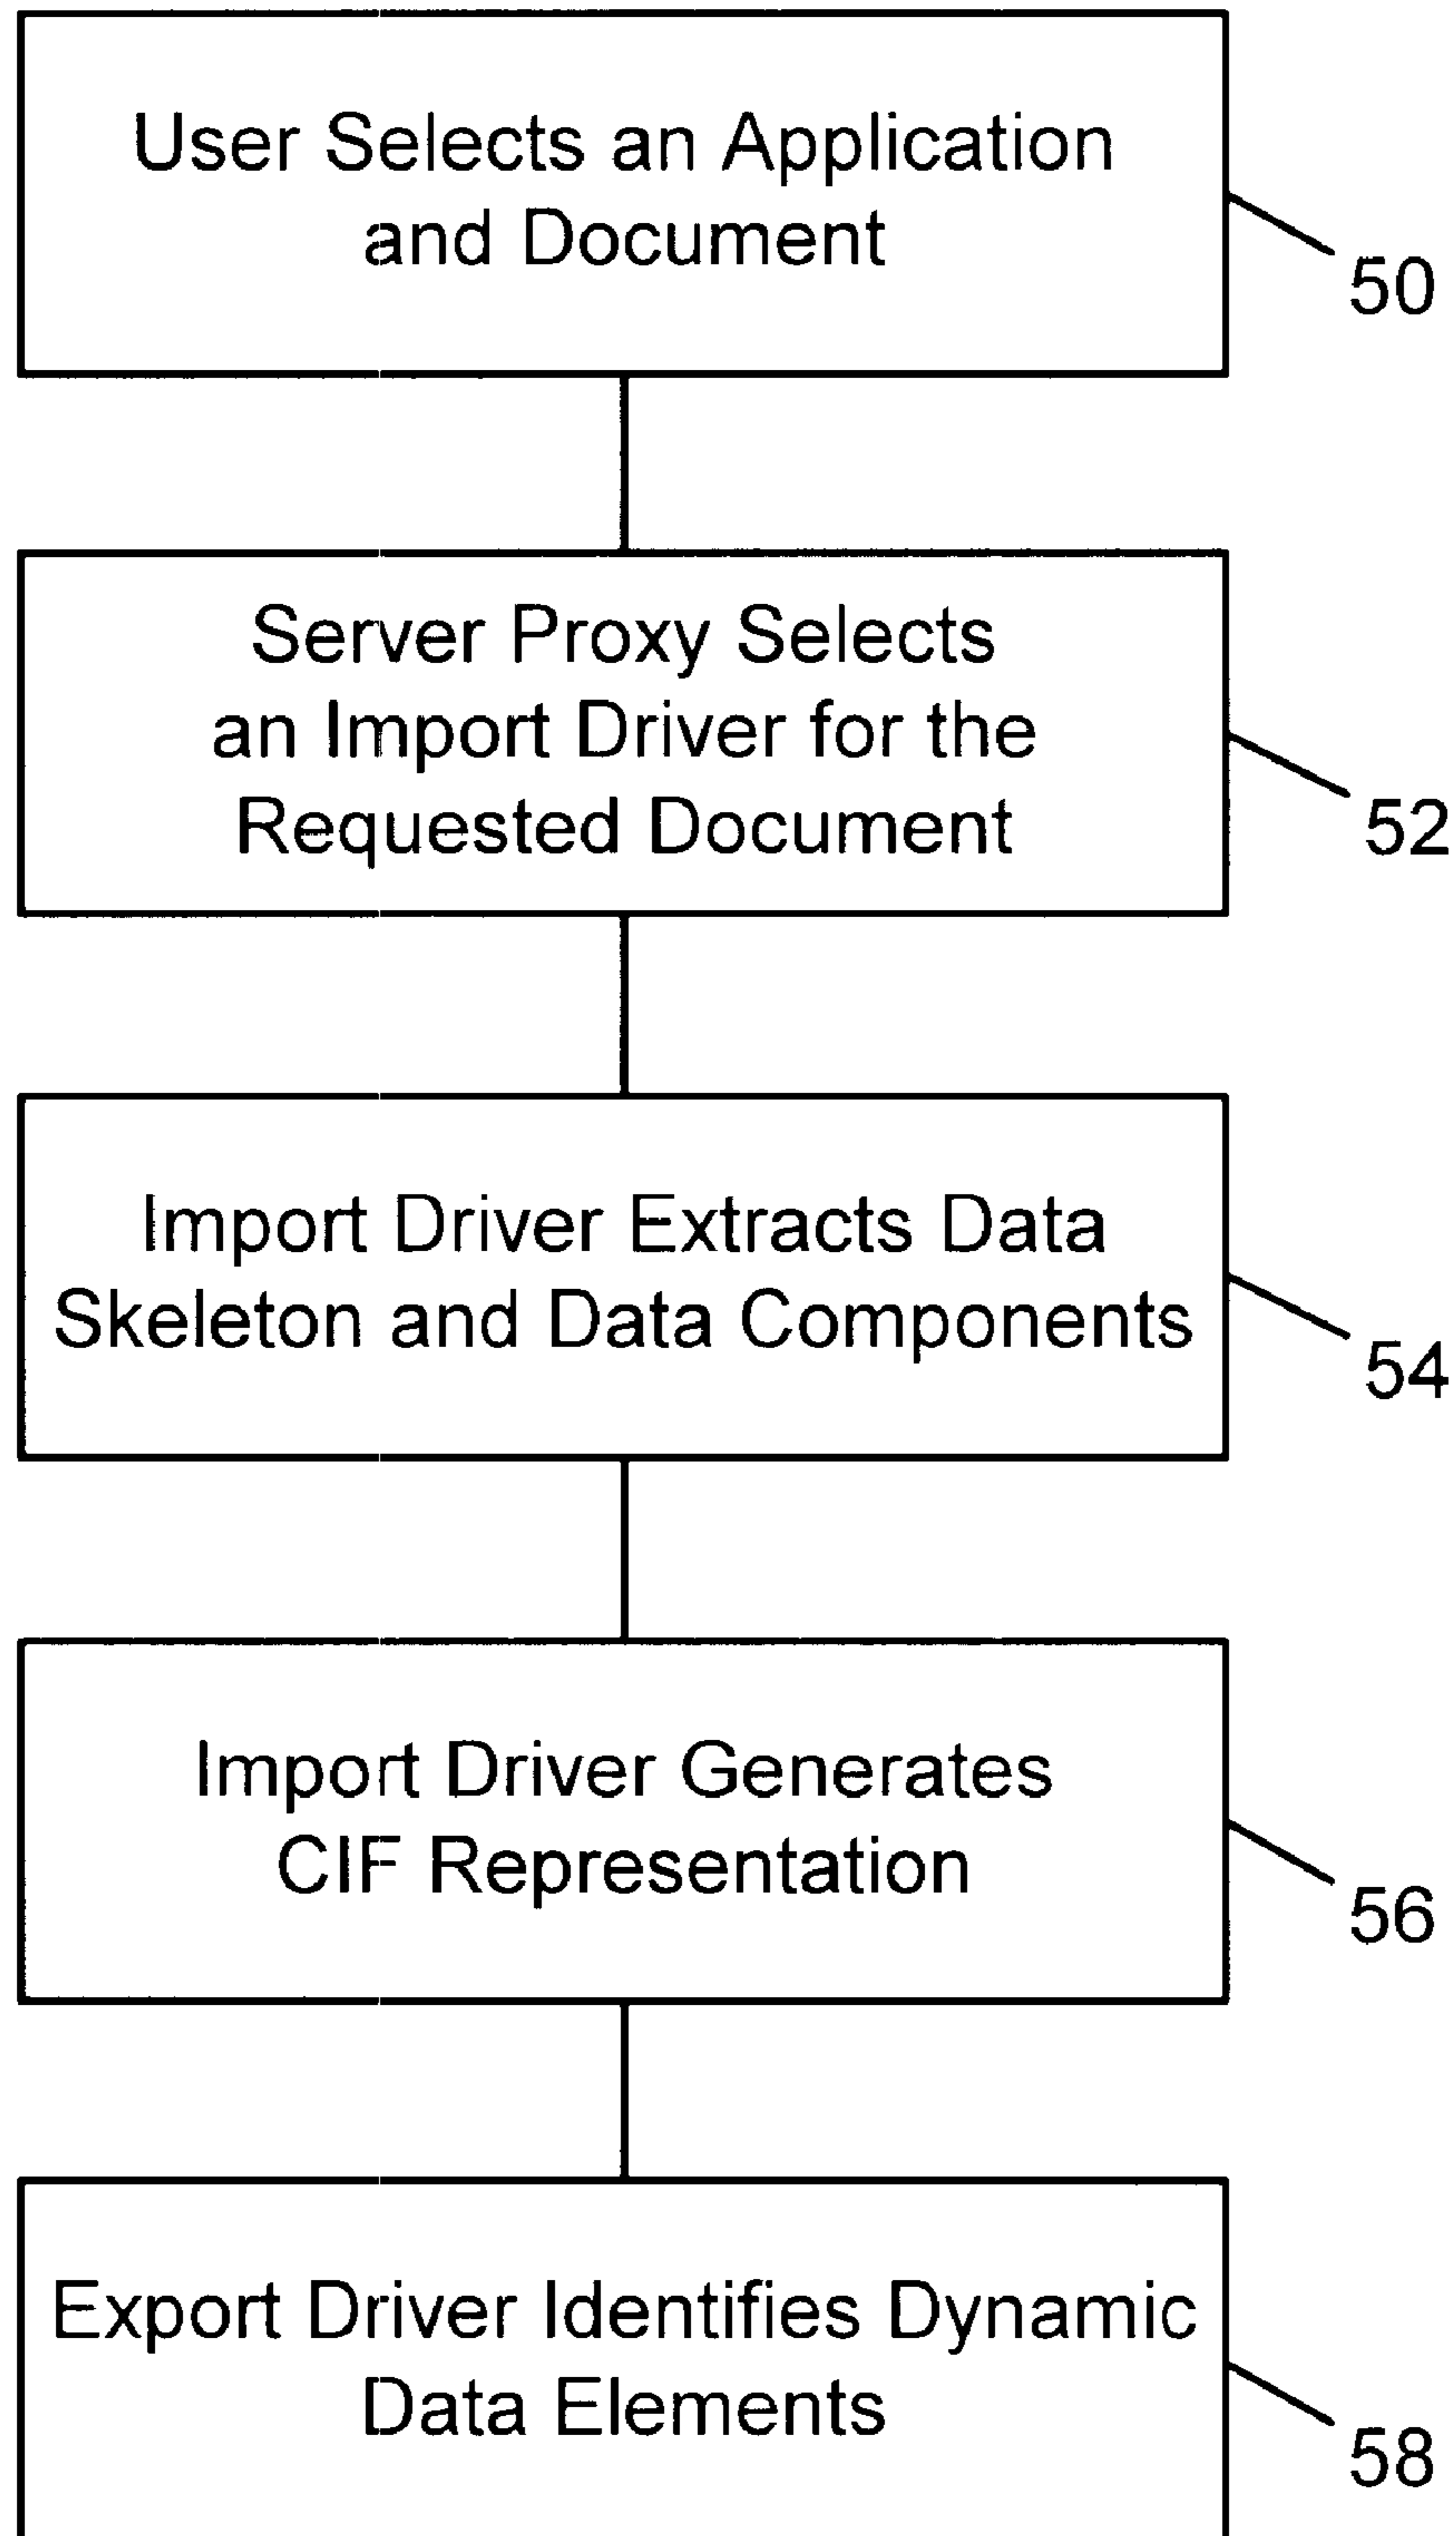 User Selects an Application
and Document
50
Server Proxy Selects
an Import Driver for the
Requested Document
52
Import Driver Extracts Data
Skeleton and Data Components
54
Import Driver Generates
CIF Representation
56
Export Driver Identifies Dynamic
Data Elements
58